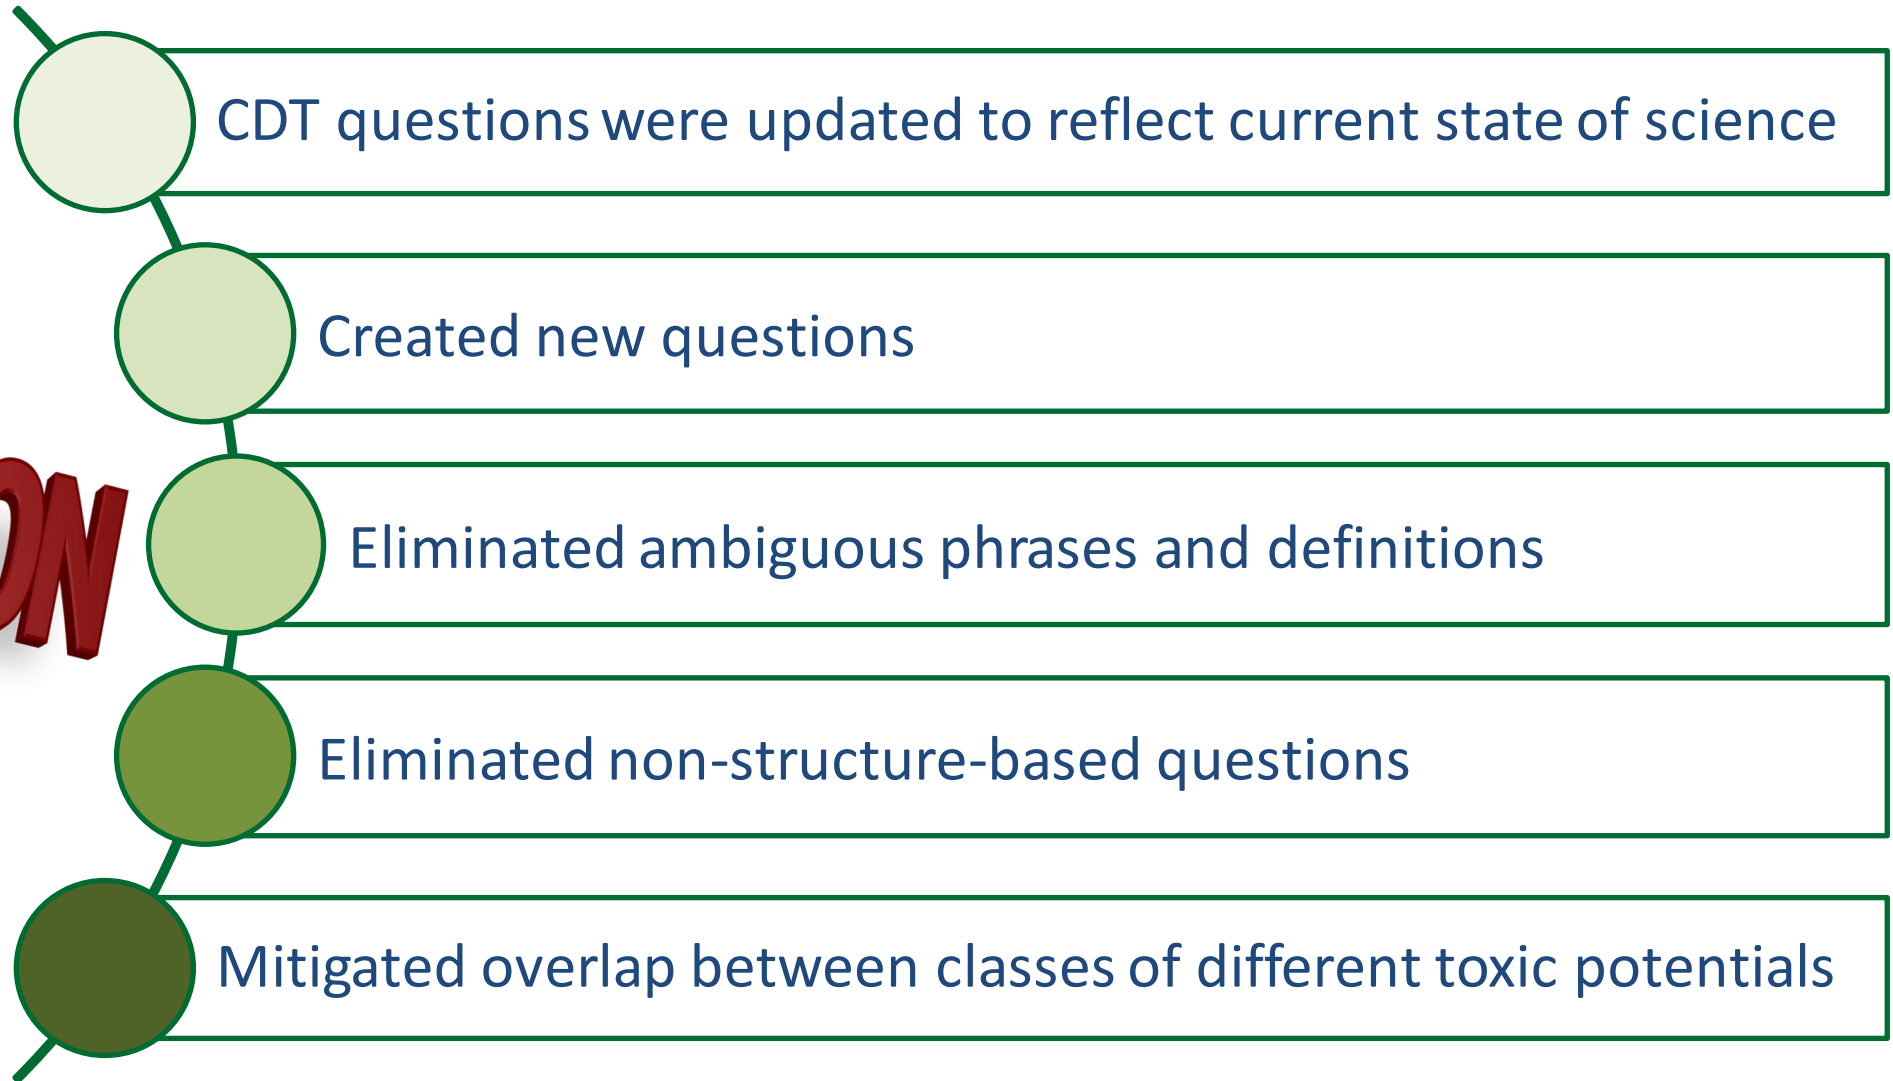 CDT questions were updated to reflect current state of science
Created new questions
ON
Eliminated ambiguous phrases and definitions
Eliminated non-structure-based questions
Mitigated overlap between classes of different toxic potentials